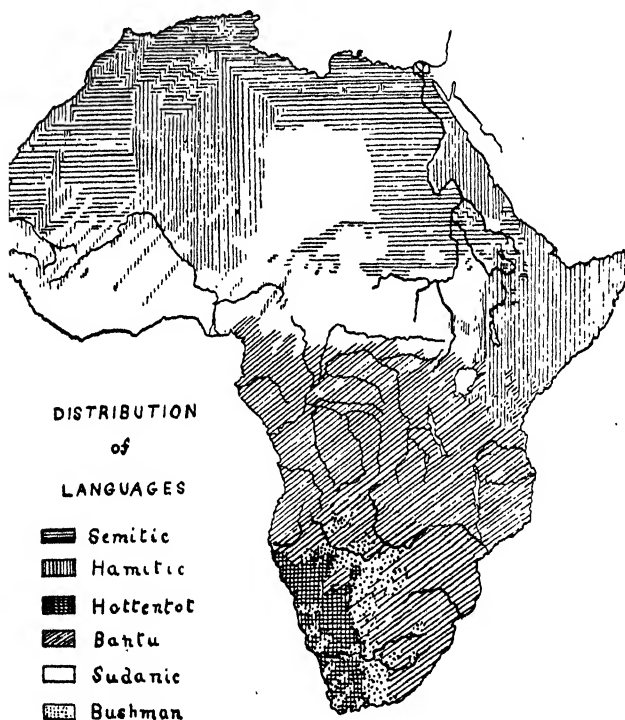 DISTRIBUTION
of
LANGUAGES
Semitic
Hamitic
Hottentot
Bantu
Sudanic
Bushman